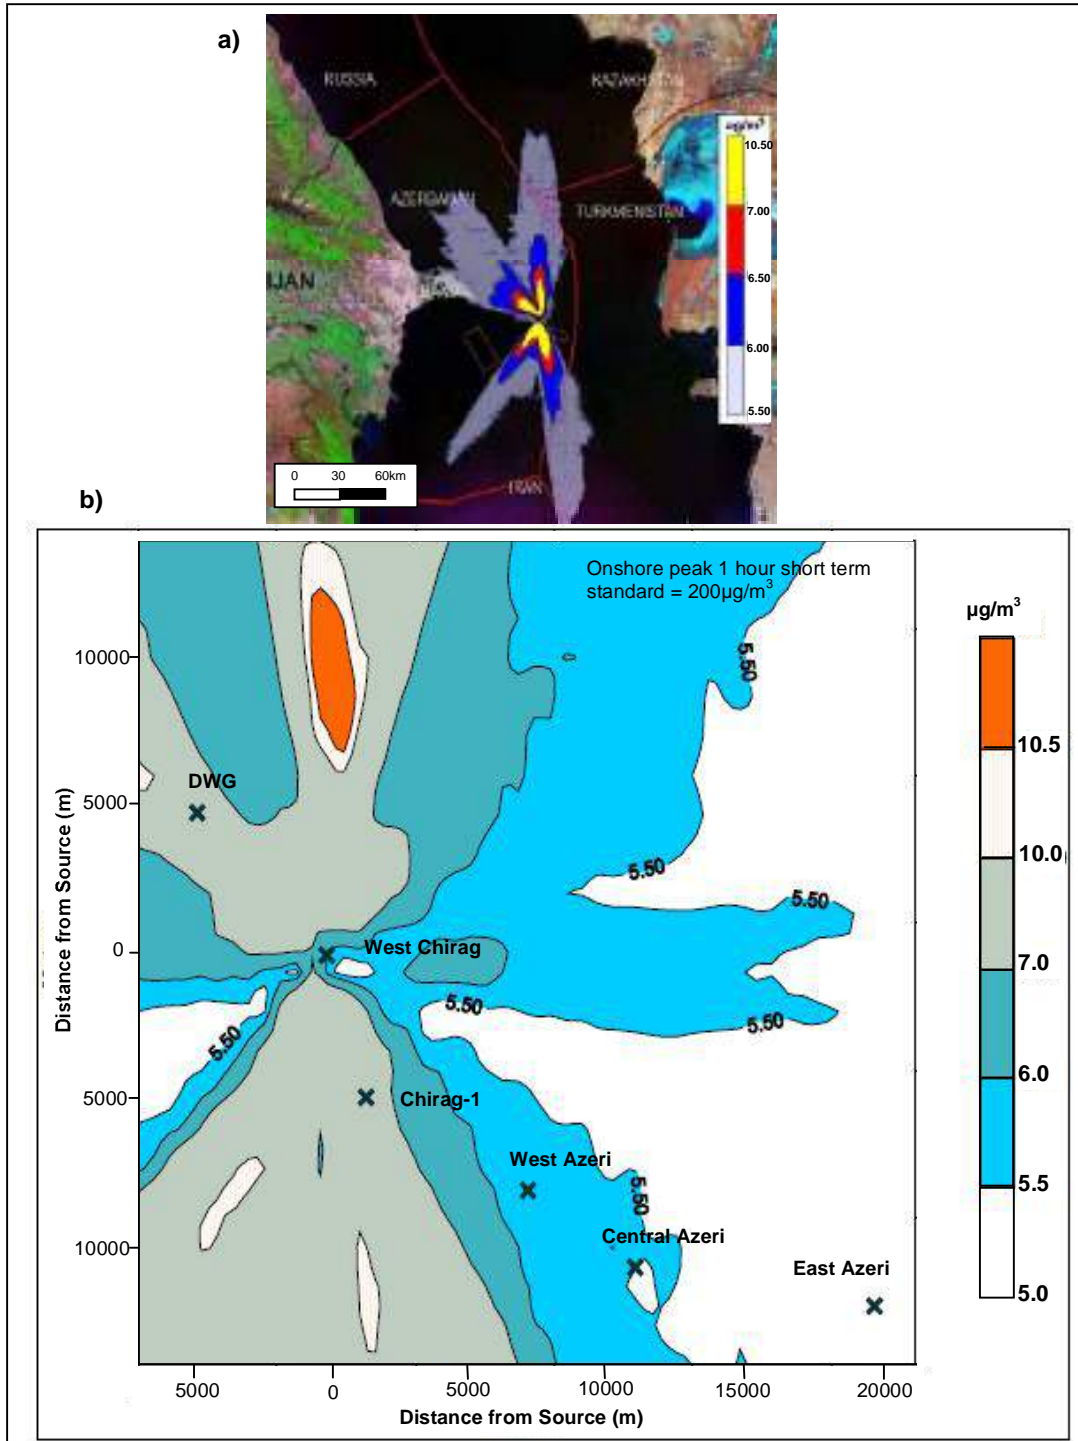 a)
RUSSIA
KAZAKHSTAN
AZERBAIJAN
TURKMENISTAN
IJAN
IRAN
µg/m³
10.50
7.00
6.50
6.00
5.50
0 30 60km
b)
Onshore peak 1 hour short term
standard = 200µg/m³
µg/m³
10.5
10.0
7.0
6.0
5.5
5.0
Distance from Source (m)
10000
5000
0
5000
10000
DWG
West Chirag
Chirag-1
West Azeri
Central Azeri
East Azeri
5.50
5.50
5.50
5.50
5.50
5.50
5.50
5000 0 5000 10000 15000 20000
Distance from Source (m)